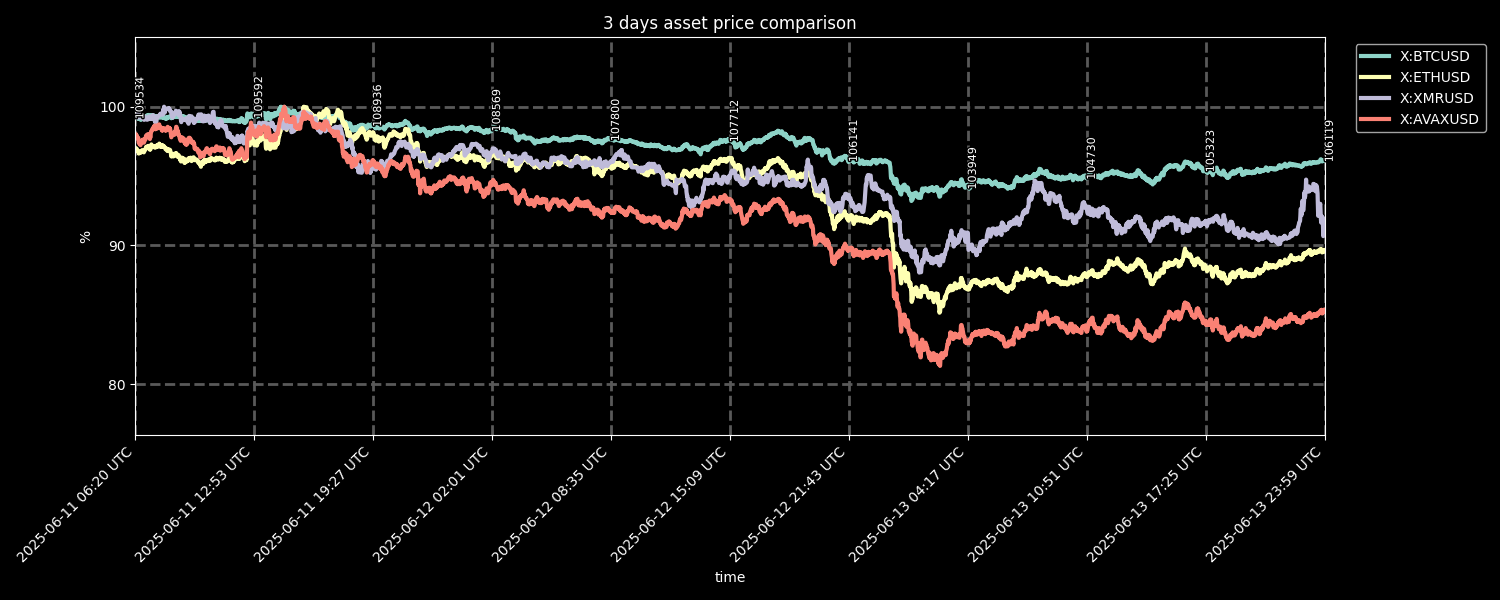 3 days asset price comparison
X:BTCUSD
X:ETHUSD
X:XMRUSD
X:AVAXUSD
100
90
80
%
109534
109592
108936
108569
107800
107712
106141
103949
104730
105323
106119
2025-06-11 06:20 UTC
2025-06-11 12:53 UTC
2025-06-11 19:27 UTC
2025-06-12 02:01 UTC
2025-06-12 08:35 UTC
2025-06-12 15:09 UTC
2025-06-12 21:43 UTC
2025-06-13 04:17 UTC
2025-06-13 10:51 UTC
2025-06-13 17:25 UTC
2025-06-13 23:59 UTC
time